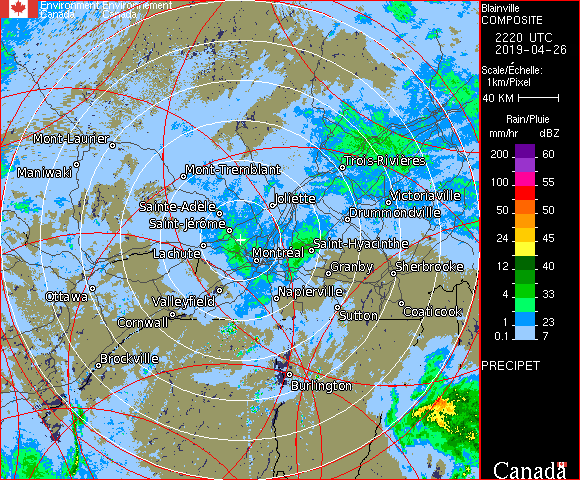 Environment Environnement
Canada Canada
Mont-Laurier
Maniwaki
Mont-Tremblant
Trois-Rivières
Joliette
Victoriaville
Sainte-Adèle
Drummondville
Saint-Jérôme
Lachute
Montréal
Saint-Hyacinthe
Granby
Sherbrooke
Ottawa
Valleyfield
Napierville
Cornwall
Sutton
Coaticook
Brockville
Burlington
Blainville
COMPOSITE
2220 UTC
2019-04-26
Scale/Échelle:
1km/Pixel
40 KM
Rain/Pluie
mm/hr dBZ
200 60
100 55
50 50
24 45
12 40
4 33
1 23
0.1 7
PRECIPET
Canada